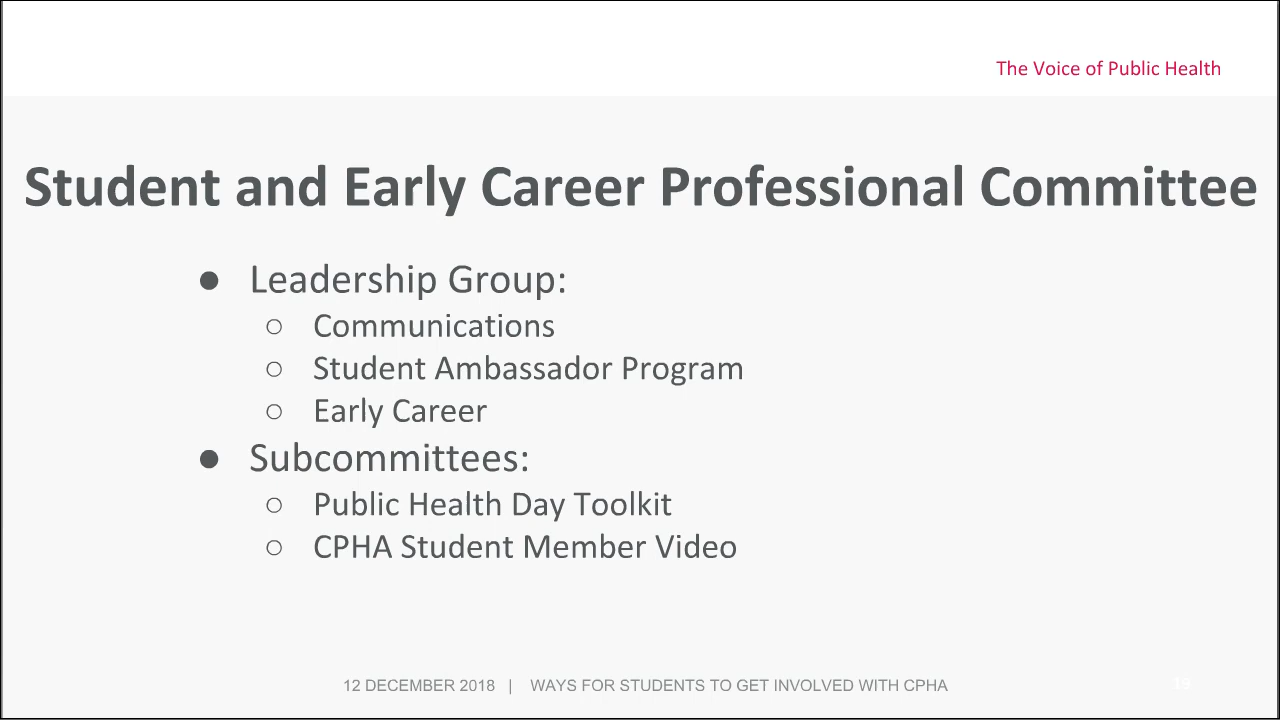 The Voice of Public Health
Student and Early Career Professional Committee
● Leadership Group:
○ Communications
○ Student Ambassador Program
○ Early Career
● Subcommittees:
○ Public Health Day Toolkit
○ CPHA Student Member Video
12 DECEMBER 2018 | WAYS FOR STUDENTS TO GET INVOLVED WITH CPHA